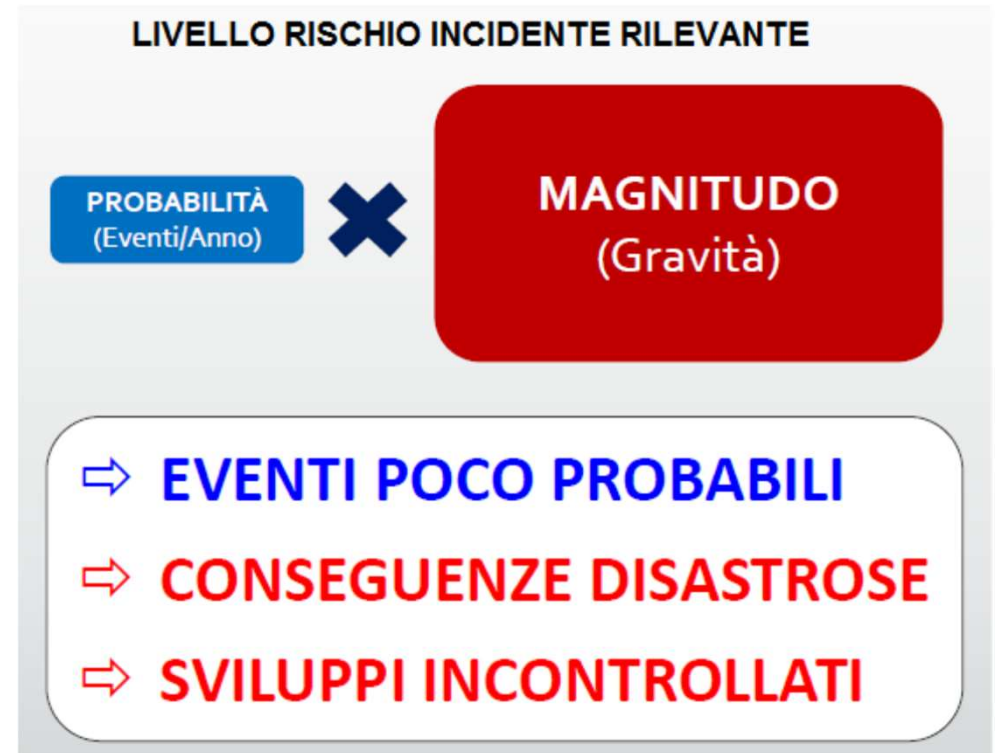 LIVELLO RISCHIO INCIDENTE RILEVANTE
PROBABILITÀ
(Eventi/Anno)
MAGNITUDO
(Gravità)
⇨ EVENTI POCO PROBABILI
⇨ CONSEGUENZE DISASTROSE
⇨ SVILUPPI INCONTROLLATI